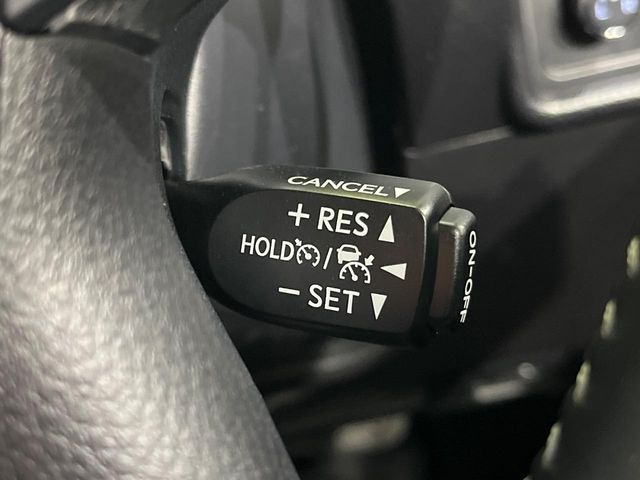 CANCEL▼
+ RES ▲
HOLD / ◄
− SET ▼
ON-OFF